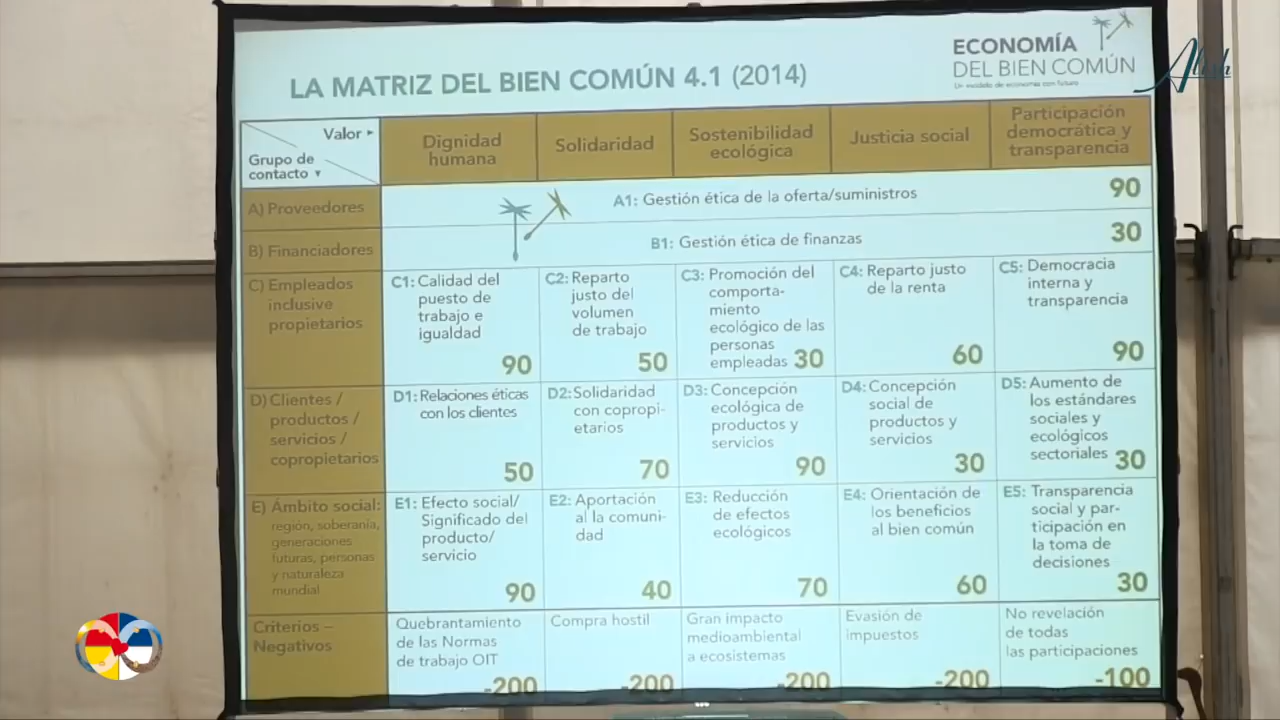 LA MATRIZ DEL BIEN COMÚN 4.1 (2014)
ECONOMÍA
DEL BIEN COMÚN
Un modelo de economía con futuro
Alish
Valor ▸
Grupo de
contacto ▾
Dignidad
humana
Solidaridad
Sostenibilidad
ecológica
Justicia social
Participación
democrática y
transparencia
A) Proveedores
A1: Gestión ética de la oferta/suministros
90
B) Financiadores
B1: Gestión ética de finanzas
30
C) Empleados
inclusive
propietarios
C1: Calidad del
puesto de
trabajo e
igualdad
90
C2: Reparto
justo del
volumen
de trabajo
50
C3: Promoción del
comporta-
miento
ecológico de las
personas
empleadas 30
C4: Reparto justo
de la renta
60
C5: Democracia
interna y
transparencia
90
D) Clientes /
productos /
servicios /
copropietarios
D1: Relaciones éticas
con los clientes
50
D2: Solidaridad
con copropi-
etarios
70
D3: Concepción
ecológica de
productos y
servicios
90
D4: Concepción
social de
productos y
servicios
30
D5: Aumento de
los estándares
sociales y
ecológicos
sectoriales 30
E) Ámbito social:
región, soberanía,
generaciones
futuras, personas
y naturaleza
mundial
E1: Efecto social/
Significado del
producto/
servicio
90
E2: Aportación
al la comuni-
dad
40
E3: Reducción
de efectos
ecológicos
70
E4: Orientación de
los beneficios
al bien común
60
E5: Transparencia
social y par-
ticipación en
la toma de
decisiones
30
Criterios –
Negativos
Quebrantamiento
de las Normas
de trabajo OIT
-200
Compra hostil
-200
Gran impacto
medioambiental
a ecosistemas
-200
Evasión de
impuestos
-200
No revelación
de todas
las participaciones
-100